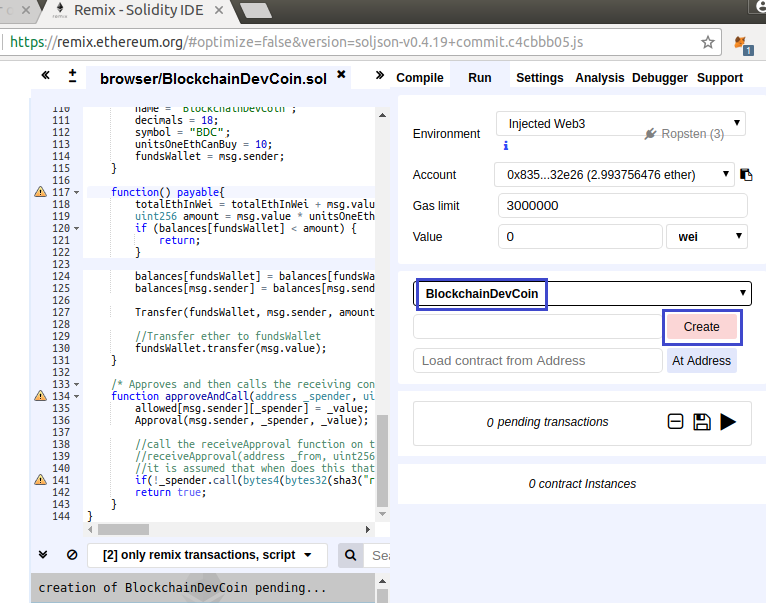 Remix - Solidity IDE
https://remix.ethereum.org/#optimize=false&version=soljson-v0.4.19+commit.c4cbbb05.js
1
« browser/BlockchainDevCoin.sol ✖ »
Compile Run Settings Analysis Debugger Support
110 name = "BlockchainDevCoin";
111 decimals = 18;
112 symbol = "BDC";
113 unitsOneEthCanBuy = 10;
114 fundsWallet = msg.sender;
115 }
116
117 function() payable{
118 totalEthInWei = totalEthInWei + msg.valu
119 uint256 amount = msg.value * unitsOneEth
120 if (balances[fundsWallet] < amount) {
121 return;
122 }
123
124 balances[fundsWallet] = balances[fundsWa
125 balances[msg.sender] = balances[msg.send
126
127 Transfer(fundsWallet, msg.sender, amount
128
129 //Transfer ether to fundsWallet
130 fundsWallet.transfer(msg.value);
131 }
132
133 /* Approves and then calls the receiving con
134 function approveAndCall(address _spender, ui
135 allowed[msg.sender][_spender] = _value;
136 Approval(msg.sender, _spender, _value);
137
138 //call the receiveApproval function on t
139 //receiveApproval(address _from, uint256
140 //it is assumed that when does this that
141 if(!_spender.call(bytes4(bytes32(sha3("r
142 return true;
143 }
144 }
[2] only remix transactions, script
Sea
creation of BlockchainDevCoin pending...
Environment
Injected Web3
Ropsten (3)
i
Account
0x835...32e26 (2.993756476 ether)
Gas limit
3000000
Value
0
wei
BlockchainDevCoin
Create
Load contract from Address
At Address
0 pending transactions
0 contract Instances